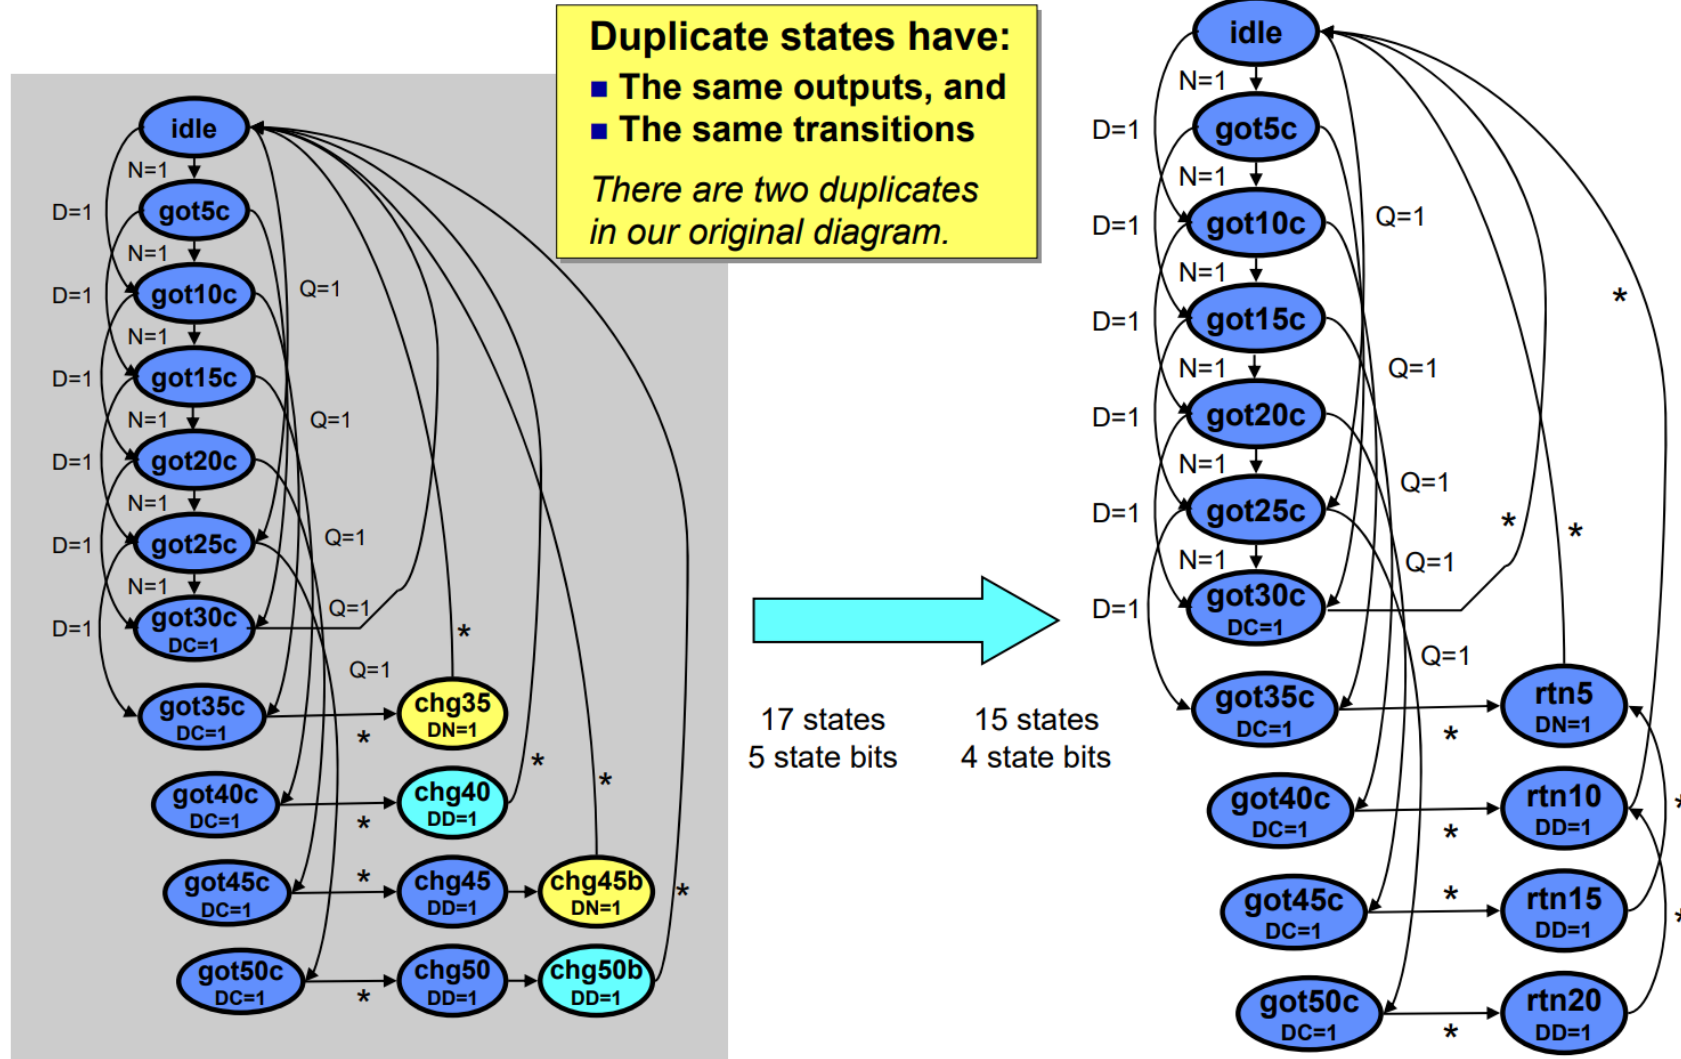 Duplicate states have:
■ The same outputs, and
■ The same transitions
There are two duplicates
in our original diagram.
idle
N=1
D=1
got5c
N=1
D=1
got10c
Q=1
N=1
D=1
got15c
Q=1
N=1
D=1
got20c
N=1
Q=1
D=1
got25c
N=1
Q=1
D=1
got30c
DC=1
*
Q=1
got35c
DC=1
*
chg35
DN=1
*
*
got40c
DC=1
*
chg40
DD=1
got45c
DC=1
*
chg45
DD=1
chg45b
DN=1
*
got50c
DC=1
*
chg50
DD=1
chg50b
DD=1
17 states
5 state bits
15 states
4 state bits
idle
N=1
D=1
got5c
N=1
Q=1
D=1
got10c
N=1
*
D=1
got15c
N=1
Q=1
D=1
got20c
N=1
Q=1
D=1
got25c
*
*
N=1
Q=1
D=1
got30c
DC=1
Q=1
got35c
DC=1
*
rtn5
DN=1
got40c
DC=1
*
rtn10
DD=1
*
got45c
DC=1
*
rtn15
DD=1
*
got50c
DC=1
*
rtn20
DD=1